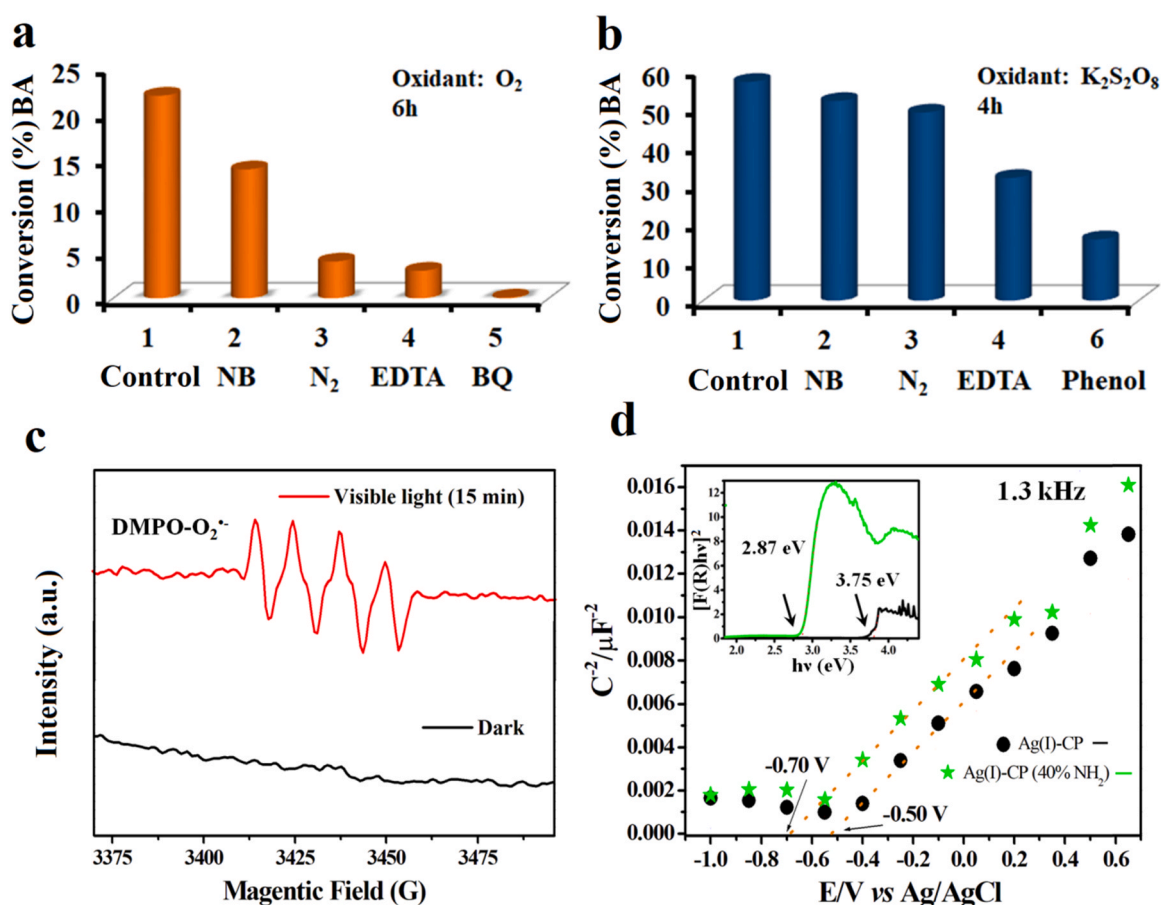 a
25
20
15
10
5
0
Conversion (%) BA
Oxidant: O₂
6h
1 2 3 4 5
Control NB N₂ EDTA BQ
b
60
50
40
30
20
10
0
Conversion (%) BA
Oxidant: K₂S₂O₈
4h
1 2 3 4 6
Control NB N₂ EDTA Phenol
c
Visible light (15 min)
DMPO-O₂•-
Dark
Intensity (a.u.)
3375 3400 3425 3450 3475
Magentic Field (G)
d
0.016
0.014
0.012
0.010
0.008
0.006
0.004
0.002
0.000
C⁻²/μF⁻²
1.3 kHz
12
10
8
6
4
2
0
[F(R)hν]²
2.87 eV
3.75 eV
2.0 2.5 3.0 3.5 4.0
hν (eV)
Ag(I)-CP
Ag(I)-CP (40% NH₂)
-0.70 V
-0.50 V
-1.0 -0.8 -0.6 -0.4 -0.2 0.0 0.2 0.4 0.6
E/V vs Ag/AgCl